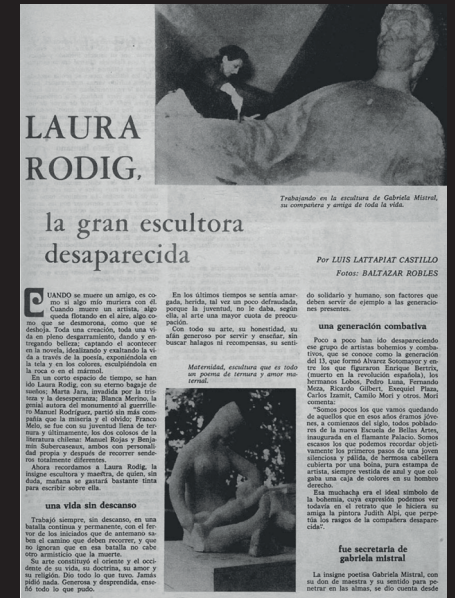 LAURA
RODIG,
la gran escultora
desaparecida
Trabajando en la escultura de Gabriela Mistral,
su compañera y amiga de toda la vida.
Por LUIS LATTAPIAT CASTILLO
Fotos: BALTAZAR ROBLES
CUANDO se muere un amigo, es co-
mo si algo mío muriera con él.
Cuando muere un artista, algo
queda flotando en el aire, algo co-
mo que se desmorona, como que se
deshoja. Toda una creación, toda una vi-
da en pleno desgarramiento, dando y en-
tregando belleza; captando el acontecer
en la novela, idealizando y exaltando la vi-
da a través de la poesía, exponiéndola en
la tela y en los colores, esculpiéndola en
la roca o en el mármol.
En un corto espacio de tiempo, se han
ido Laura Rodig, con su eterno bagaje de
sueños; Marta Jara, invadida por la tris-
teza y la desesperanza; Blanca Merino, la
genial autora del monumento al guerrille-
ro Manuel Rodríguez, partió sin más com-
pañía que la miseria y el olvido; Franco
Melo, se fue con su juventud llena de ter-
nura y últimamente, los dos colosos de la
literatura chilena: Manuel Rojas y Benja-
mín Subercaseaux, ambos con personali-
dad propia y después de recorrer sende-
ros totalmente diferentes.
Ahora recordamos a Laura Rodig, la
insigne escultora y maestra, de quien, sin
duda, mañana se gastará bastante tinta
para escribir sobre ella.
una vida sin descanso
Trabajó siempre, sin descanso, en una
batalla continua y permanente, con el fer-
vor de los iniciados que de antemano sa-
ben el camino que deben recorrer, y que
no ignoran que en esa batalla no cabe
otro armisticio que la muerte.
Su arte constituyó el oriente y el occi-
dente de su vida, su doctrina, su amor y
su religión. Dio todo lo que tuvo. Jamás
pidió nada. Generosa y desprendida, ense-
ñó todo lo que pudo.
En los últimos tiempos se sentía amar-
gada, herida, tal vez un poco defraudada,
porque la juventud, no le daba, según
ella, al arte una mayor cuota de preocu-
pación.
Con todo su arte, su honestidad, su
afán generoso por servir y enseñar, sin
buscar halagos ni recompensas, su senti-
Maternidad, escultura que es todo
un poema de ternura y amor ma-
ternal.
do solidario y humano, son factores que
deben servir de ejemplo a las generacio-
nes presentes.
una generación combativa
Poco a poco han ido desapareciendo
ese grupo de artistas bohemios y comba-
tivos, que se conoce como la generación
del 13, que formó Alvarez Sotomayor y en-
tre los que figuraron Enrique Bertrix,
(muerto en la revolución española), los
hermanos Lobos, Pedro Luna, Fernando
Meza, Ricardo Gilbert, Exequiel Plaza,
Carlos Izamit, Camilo Mori y otros. Mori
comenta:
"Somos pocos los que vamos quedando
de aquellos que en esos años éramos jóve-
nes, a comienzos del siglo, todos poblado-
res de la nueva Escuela de Bellas Artes,
inaugurada en el flamante Palacio. Somos
escasos los que podemos recordar objeti-
vamente los primeros pasos de una joven
silenciosa y pálida, de hermosa cabellera
cubierta por una boina, pura estampa de
artista, siempre vestida de azul y que col-
gaba una caja de colores en su hombro
derecho.
Esa muchacha era el ideal símbolo de
la bohemia, cuya expresión podemos ver
todavía en el retrato que le hiciera su
amiga la pintora Judith Alpi, que perpe-
túa los rasgos de la compañera desapare-
cida".
fue secretaria de
gabriela mistral
La insigne poetisa Gabriela Mistral, con
su don de maestra y su sentido para pe-
netrar en las almas, se dio cuenta desde